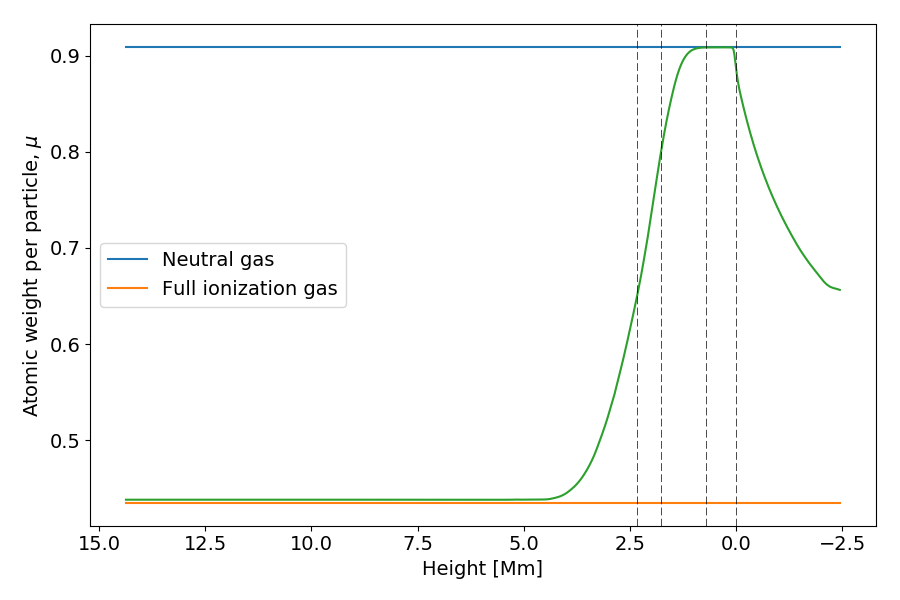 0.9
0.8
0.7
0.6
0.5
Atomic weight per particle, μ
Neutral gas
Full ionization gas
15.0 12.5 10.0 7.5 5.0 2.5 0.0 −2.5
Height [Mm]